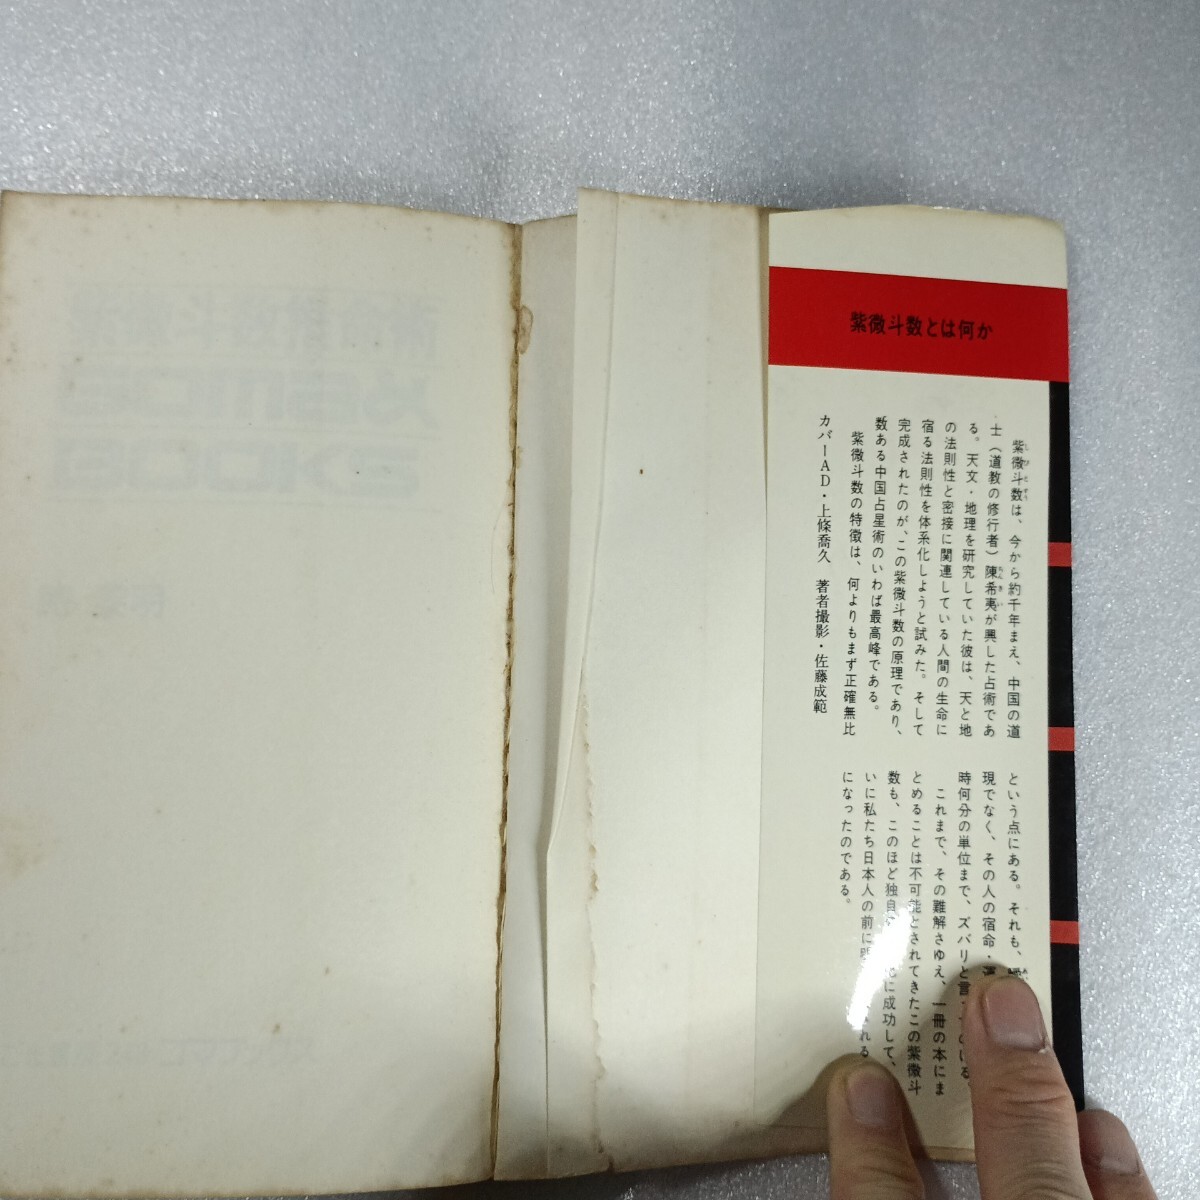 紫微斗数とは何か
紫微斗数は、今から約千年まえ、中国の道
士（道教の修行者）陳希夷が興した占術であ
る。天文・地理を研究していた彼は、天と地
の法則性と密接に関連している人間の生命に
宿る法則性を体系化しようと試みた。そして
完成されたのが、この紫微斗数の原理であり、
数ある中国占星術のいわば最高峰である。
紫微斗数の特徴は、何よりもまず正確無比
という点にある。それも、
現でなく、その人の宿命・
時何分の単位まで、ズバリと言
これまで、その難解さゆえ、一冊の本にま
とめることは不可能とされてきたこの紫微斗
数も、このほど独自の に成功して、
いに私たち日本人の前に れる
になったのである。
カバーAD・上條喬久 著者撮影・佐藤成範